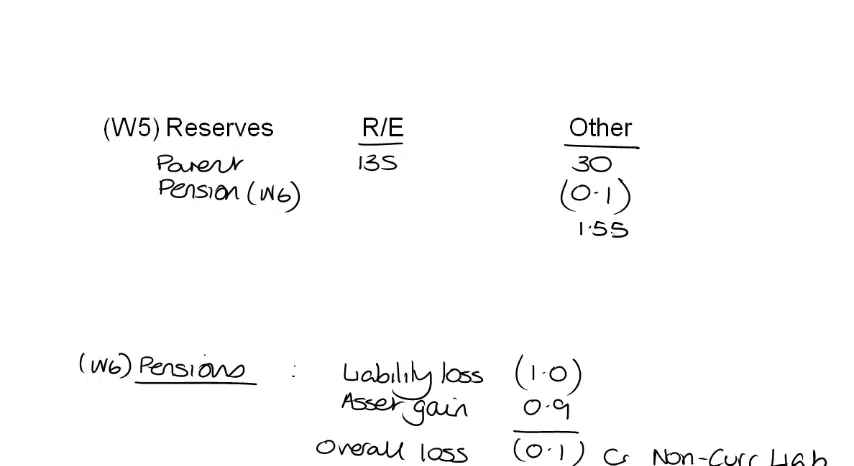 (W5) Reserves R/E Other
Parent 135 30
Pension (W6) (0.1)
1.55
(W6) Pensions : Liability loss (1.0)
Asset gain 0.9
Overall loss (0.1) Cr Non-Curr Liab